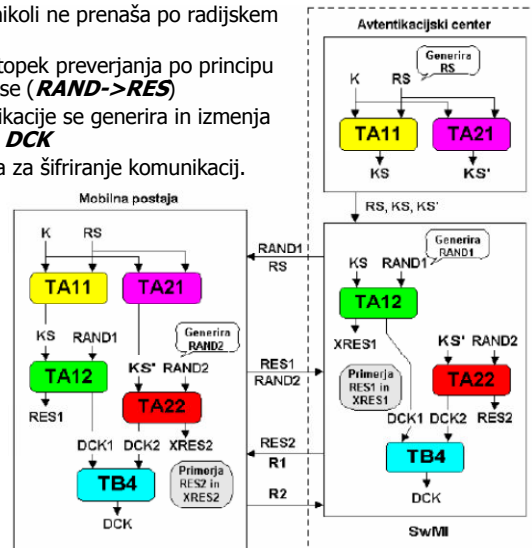 nikoli ne prenaša po radijskem
topek preverjanja po principu
se (RAND->RES)
ikacije se generira in izmenja
DCK
a za šifriranje komunikacij.
Avtentikacijski center
Generira
RS
K RS
TA11 TA21
KS KS'
RS, KS, KS'
Mobilna postaja
K RS
TA11 TA21
KS RAND1
Generira
RAND2
KS' RAND2
TA12
TA22
RES1
DCK1 DCK2 XRES2
TB4
Primerja
RES2 in
XRES2
DCK
RAND1
RS
RES1
RAND2
RES2
R1
R2
Generira
RAND1
KS RAND1
TA12
XRES1
KS' RAND2
Primerja
RES1 in
XRES1
TA22
DCK1 DCK2 RES2
TB4
DCK
SwMI